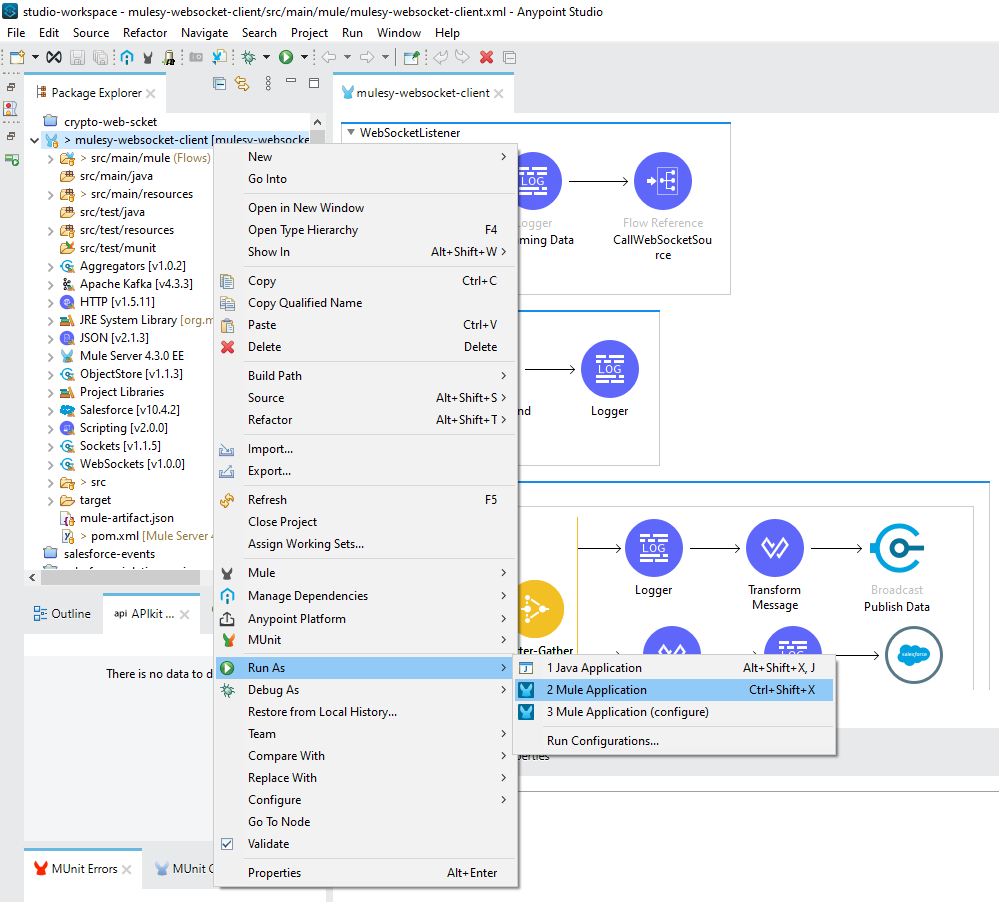 studio-workspace - mulesy-websocket-client/src/main/mule/mulesy-websocket-client.xml - Anypoint Studio
File Edit Source Refactor Navigate Search Project Run Window Help
Package Explorer
mulesy-websocket-client
crypto-web-scket
> mulesy-websocket-client [mulesy-websocke
> src/main/mule (Flows)
src/main/java
> src/main/resources
src/test/java
src/test/resources
src/test/munit
Aggregators [v1.0.2]
Apache Kafka [v4.3.3]
HTTP [v1.5.11]
JRE System Library [org.m
JSON [v2.1.3]
Mule Server 4.3.0 EE
ObjectStore [v1.1.3]
Project Libraries
Salesforce [v10.4.2]
Scripting [v2.0.0]
Sockets [v1.1.5]
WebSockets [v1.0.0]
> src
target
mule-artifact.json
> pom.xml [Mule Server
salesforce-events
Outline
api APIkit ...
There is no data to d
MUnit Errors
MUnit
New
Go Into
Open in New Window
Open Type Hierarchy F4
Show In Alt+Shift+W
Copy Ctrl+C
Copy Qualified Name
Paste Ctrl+V
Delete Delete
Build Path
Source Alt+Shift+S
Refactor Alt+Shift+T
Import...
Export...
Refresh F5
Close Project
Assign Working Sets...
Mule
Manage Dependencies
Anypoint Platform
MUnit
Run As
Debug As
Restore from Local History...
Team
Compare With
Replace With
Configure
Go To Node
Validate
Properties Alt+Enter
1 Java Application Alt+Shift+X, J
2 Mule Application Ctrl+Shift+X
3 Mule Application (configure)
Run Configurations...
WebSocketListener
LOG
ogger
ming Data
Flow Reference
CallWebSocketSou
rce
LOG
nd
Logger
LOG
Logger
Transform
Message
Broadcast
Publish Data
ter-Gather
LOG
salesforce
perties